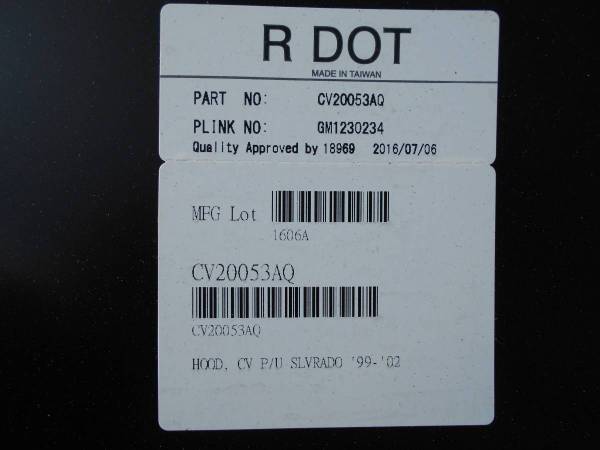 R DOT
MADE IN TAIWAN
PART NO: CV20053AQ
PLINK NO: GM1230234
Quality Approved by 18969 2016/07/06
MFG Lot
1606A
CV20053AQ
CV20053AQ
HOOD, CV P/U SLVRADO '99-'02